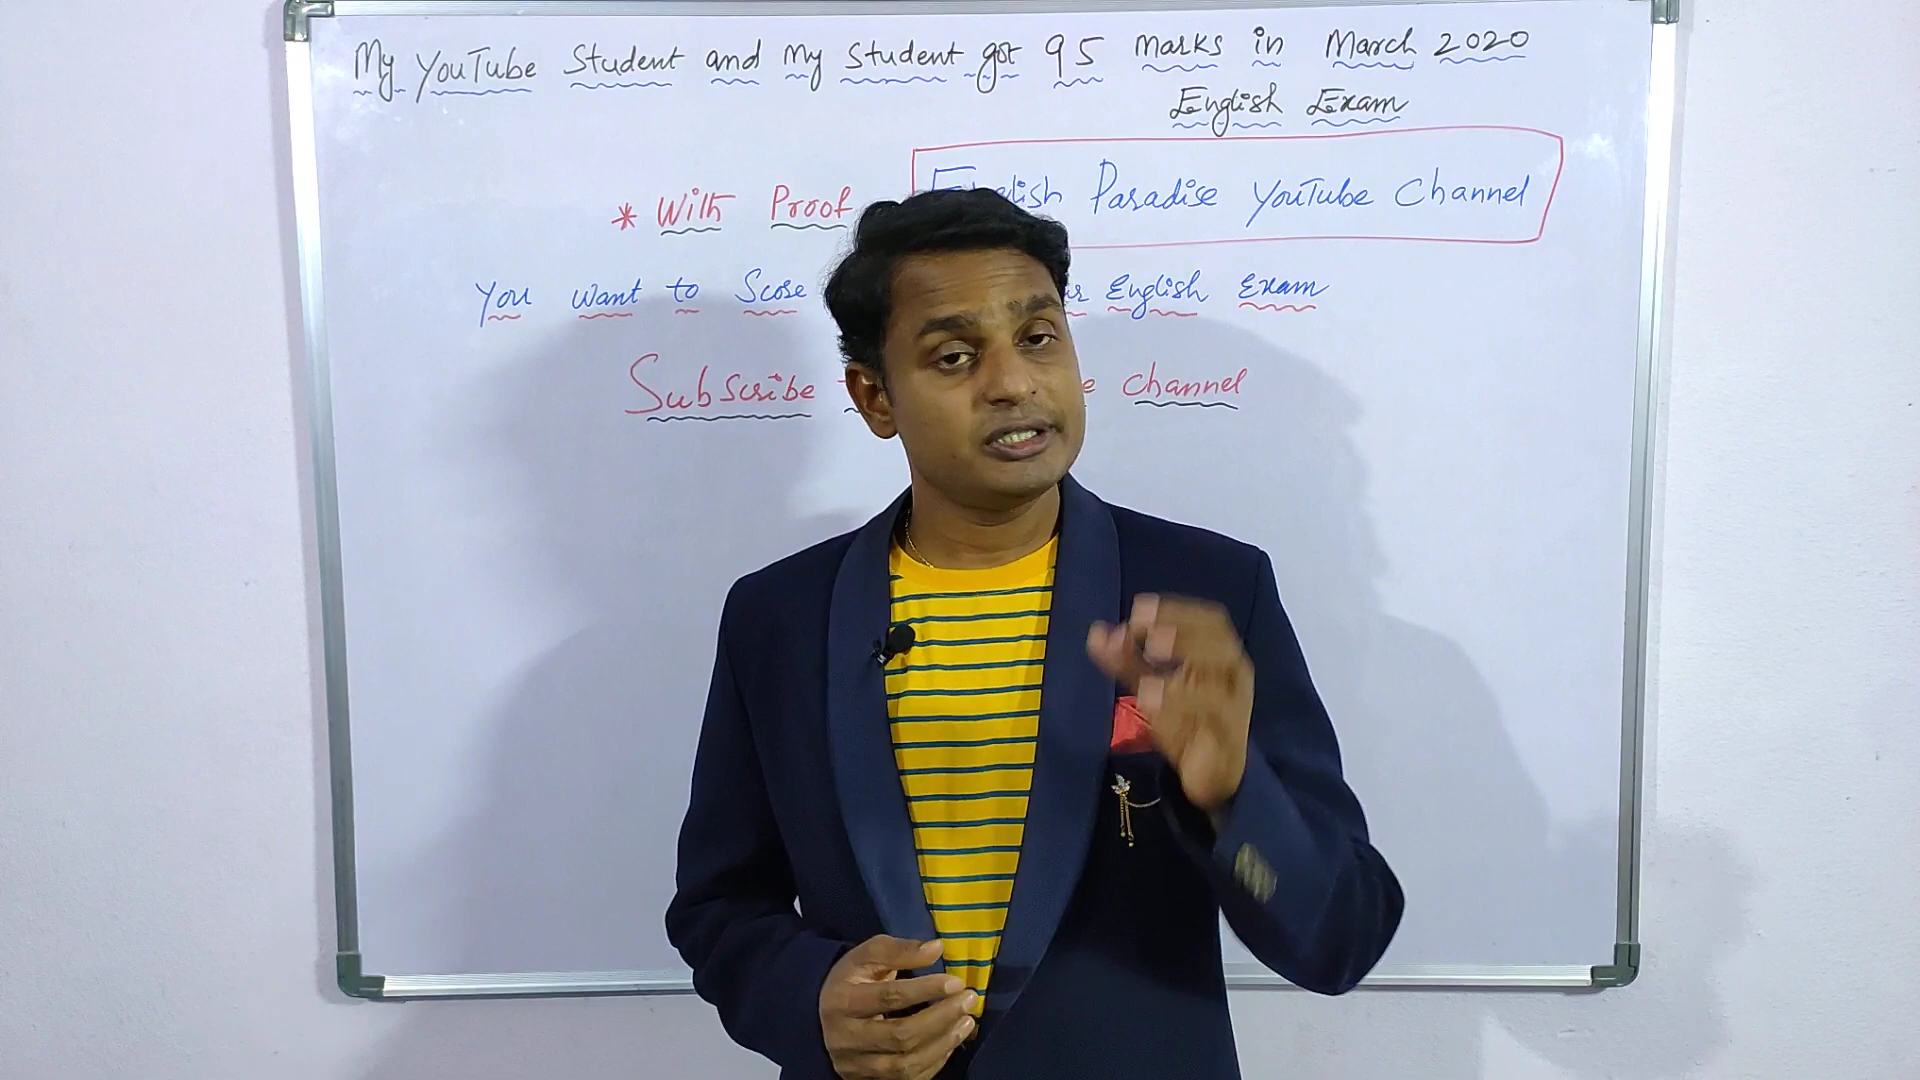 My YouTube Student and My Student got 95 Marks in March 2020
English Exam
* With Proof
English Paradise YouTube Channel
You want to Score English Exam
Subscribe channel